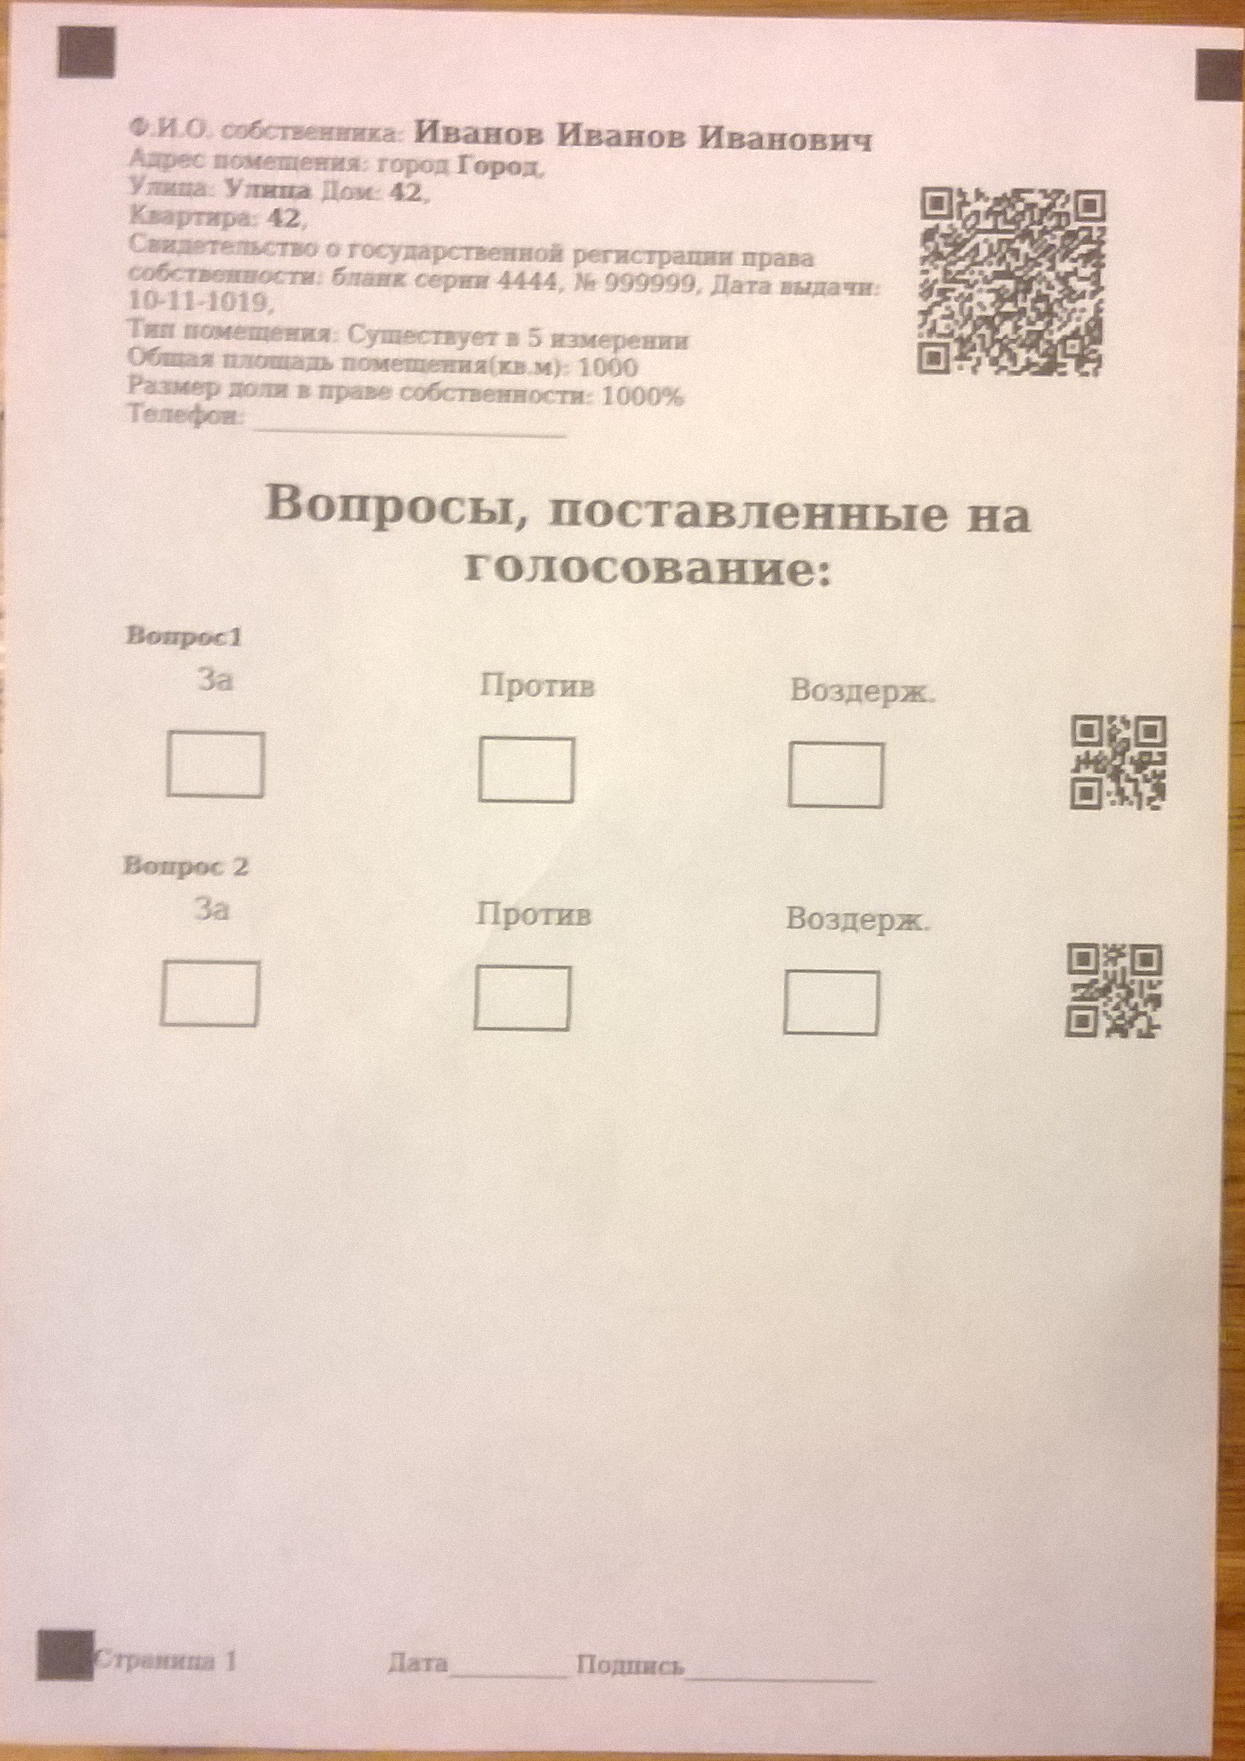 Ф.И.О. собственника: Иванов Иванов Иванович
Адрес помещения: город Город,
Улица: Улица Дом: 42,
Квартира: 42,
Свидетельство о государственной регистрации права
собственности: бланк серии 4444, № 999999, Дата выдачи:
10-11-1019,
Тип помещения: Существует в 5 измерении
Общая площадь помещения(кв.м): 1000
Размер доли в праве собственности: 1000%
Телефон: ____________________
Вопросы, поставленные на
голосование:
Вопрос1
За Против Воздерж.
Вопрос 2
За Против Воздерж.
Страница 1 Дата________ Подпись_____________